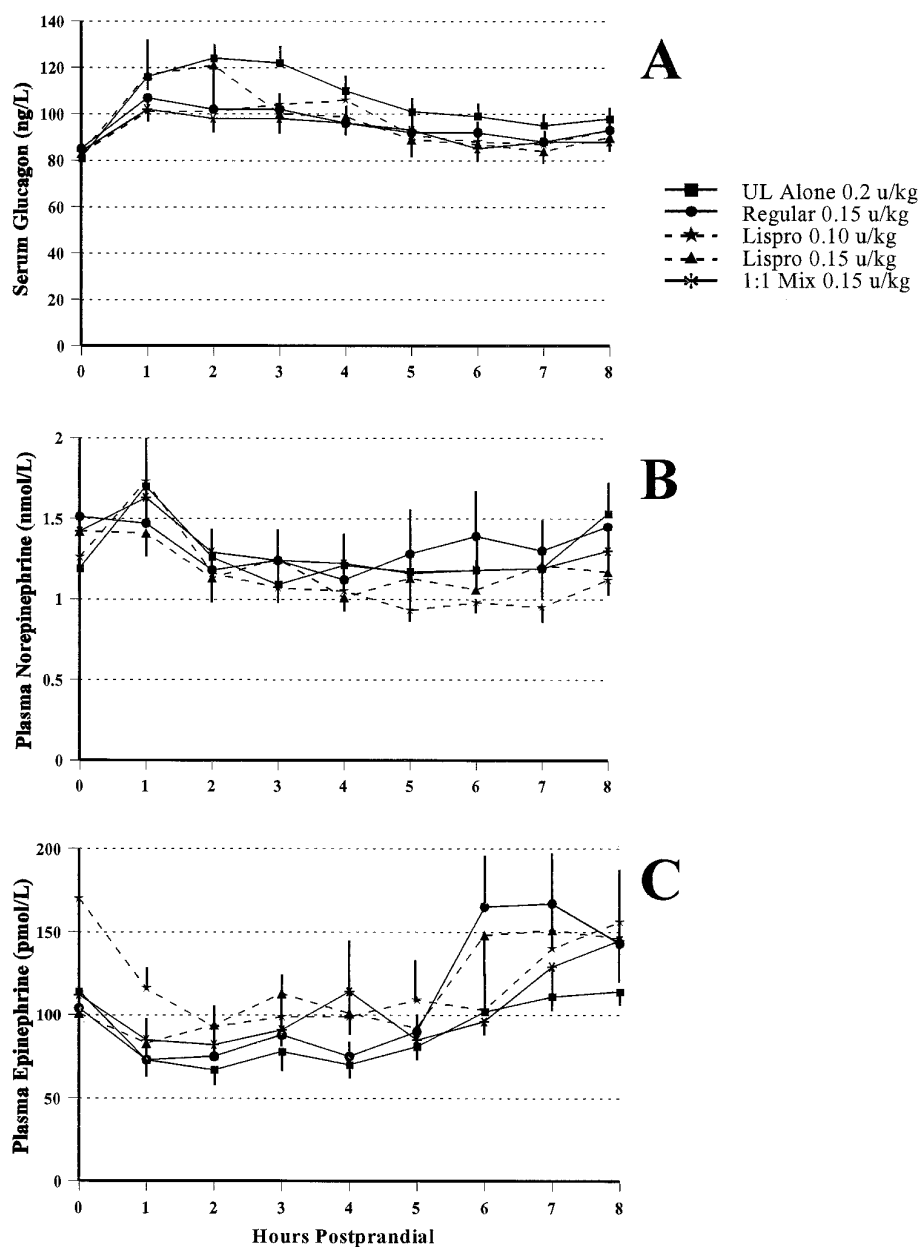 A
Serum Glucagon (ng/L)
140
120
100
80
60
40
20
0
0 1 2 3 4 5 6 7 8
UL Alone 0.2 u/kg
Regular 0.15 u/kg
Lispro 0.10 u/kg
Lispro 0.15 u/kg
1:1 Mix 0.15 u/kg
B
Plasma Norepinephrine (nmol/L)
2
1.5
1
0.5
0
0 1 2 3 4 5 6 7 8
C
Plasma Epinephrine (pmol/L)
200
150
100
50
0
0 1 2 3 4 5 6 7 8
Hours Postprandial